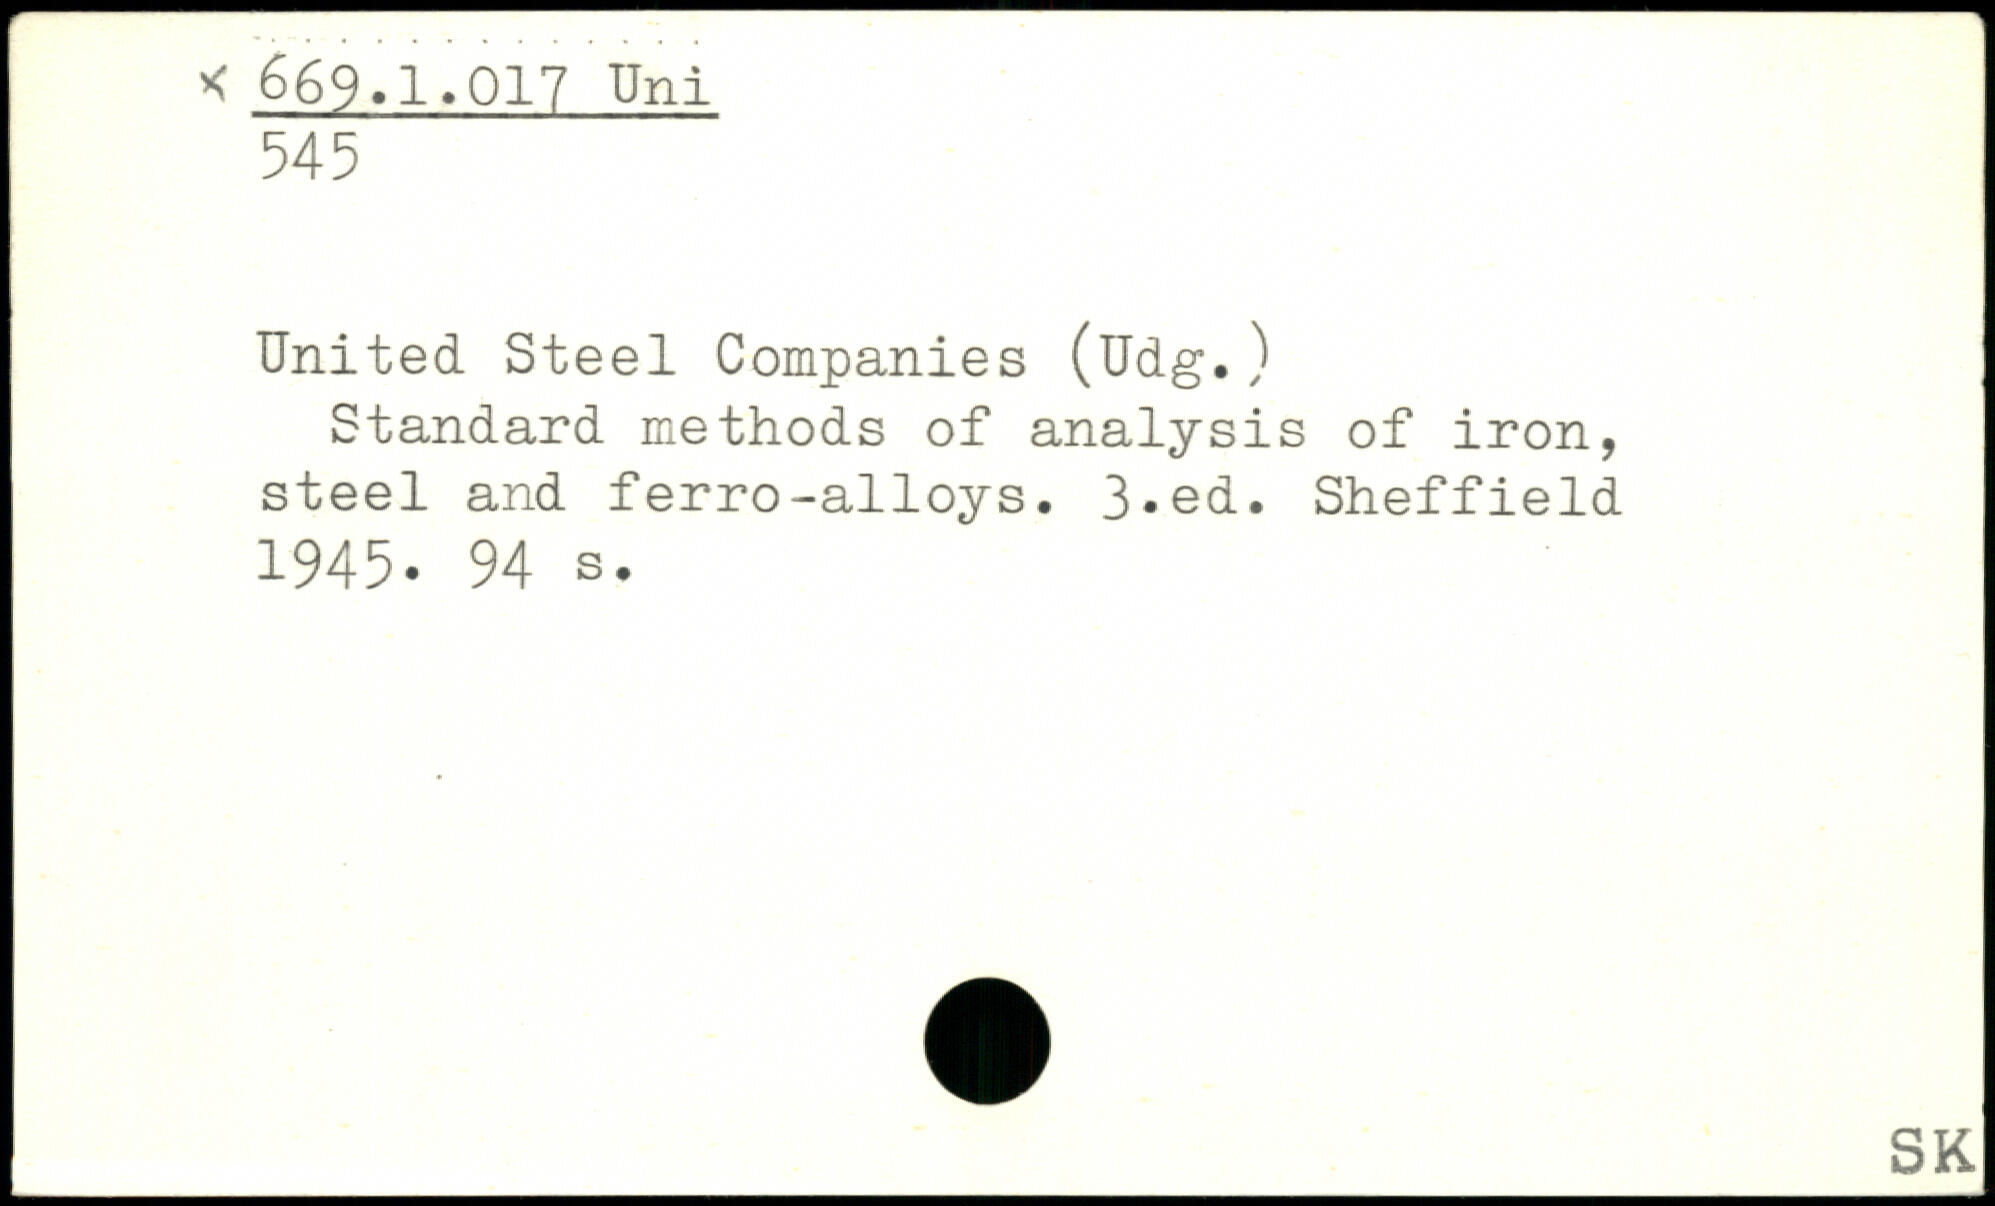 x 669.1.017 Uni
545
United Steel Companies (Udg.)
Standard methods of analysis of iron,
steel and ferro-alloys. 3.ed. Sheffield
1945. 94 s.
SK